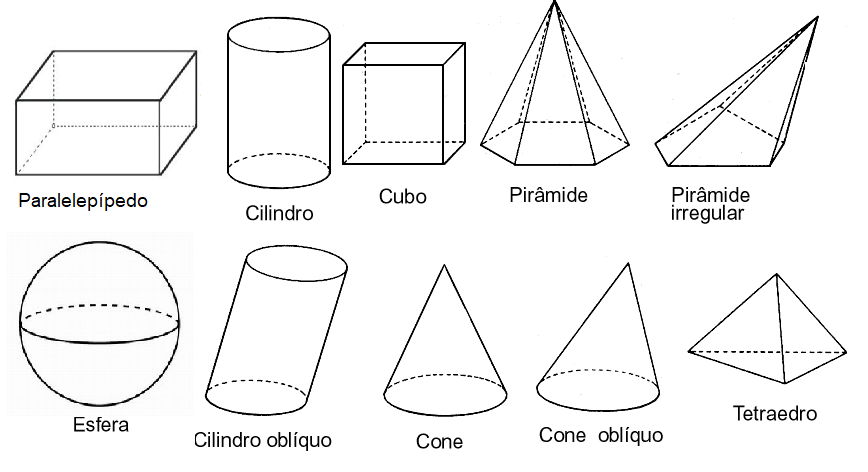 Paralelepípedo
Cilindro
Cubo
Pirâmide
Pirâmide
irregular
Esfera
Cilindro oblíquo
Cone
Cone oblíquo
Tetraedro